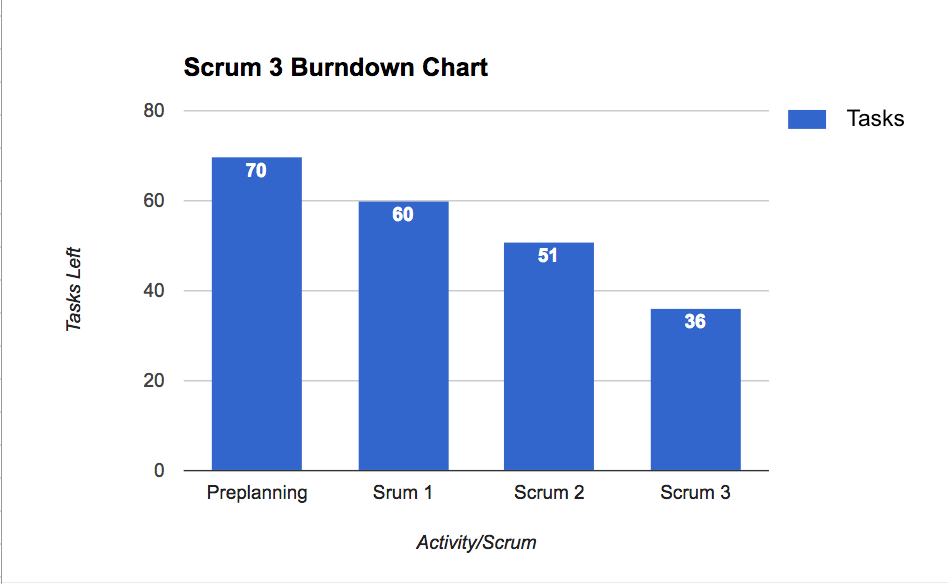 Scrum 3 Burndown Chart
Tasks
80
60
40
20
0
Tasks Left
70
60
51
36
Preplanning Srum 1 Scrum 2 Scrum 3
Activity/Scrum